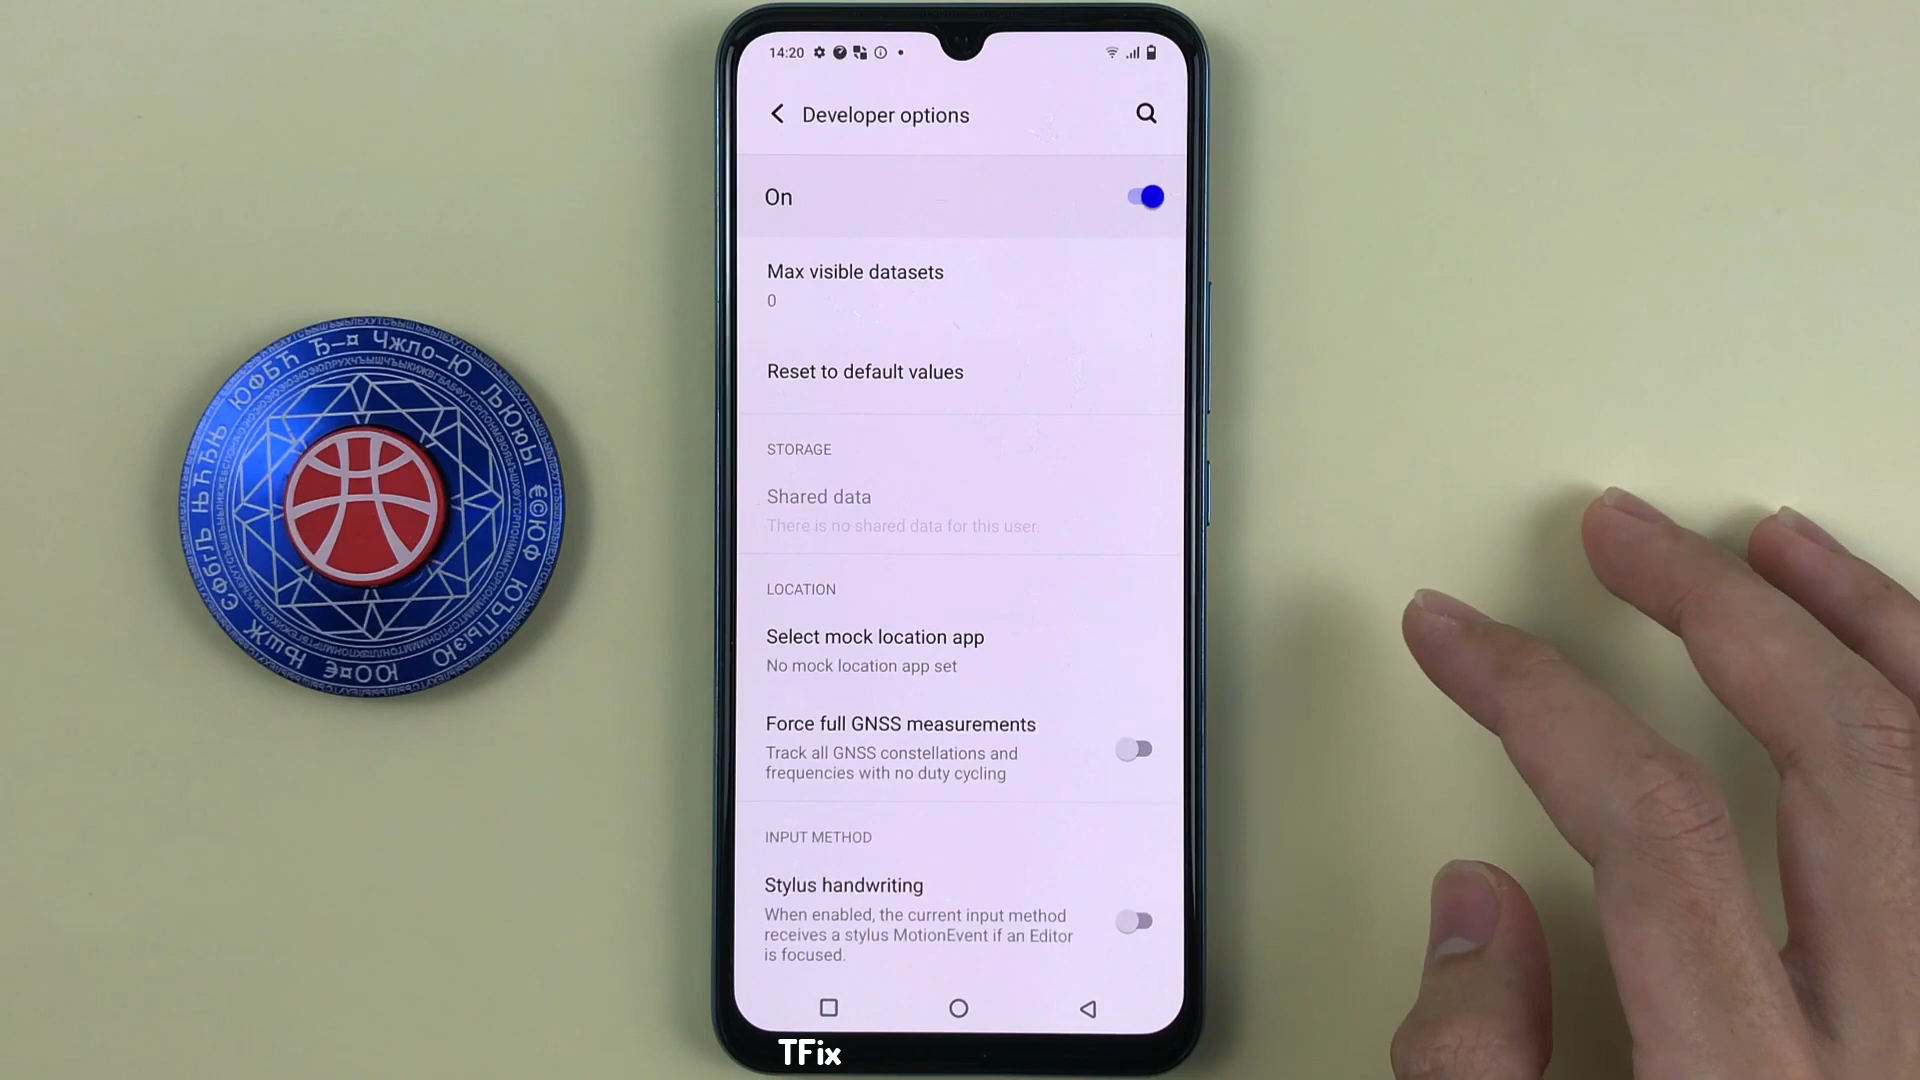 14:20
Developer options
On
Max visible datasets
0
Reset to default values
STORAGE
Shared data
There is no shared data for this user.
LOCATION
Select mock location app
No mock location app set
Force full GNSS measurements
Track all GNSS constellations and
frequencies with no duty cycling
INPUT METHOD
Stylus handwriting
When enabled, the current input method
receives a stylus MotionEvent if an Editor
is focused.
TFix